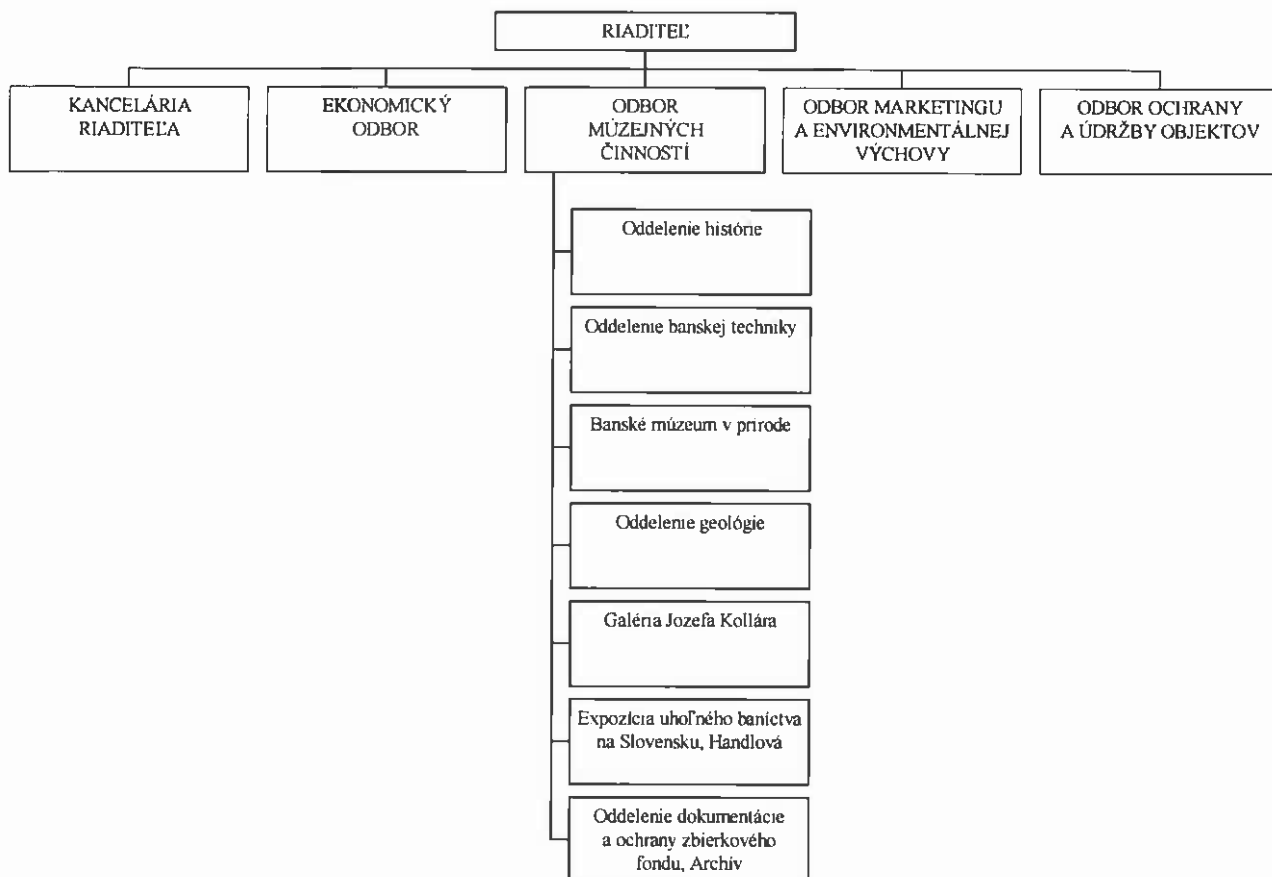 RIADITEĽ
KANCELÁRIA
RIADITEĽA
EKONOMICKÝ
ODBOR
ODBOR
MÚZEJNÝCH
ČINNOSTÍ
ODBOR MARKETINGU
A ENVIRONMENTÁLNEJ
VÝCHOVY
ODBOR OCHRANY
A ÚDRŽBY OBJEKTOV
Oddelenie histórie
Oddelenie banskej techniky
Banské múzeum v prírode
Oddelenie geológie
Galéria Jozefa Kollára
Expozícia uhoľného baníctva
na Slovensku, Handlová
Oddelenie dokumentácie
a ochrany zbierkového
fondu, Archív